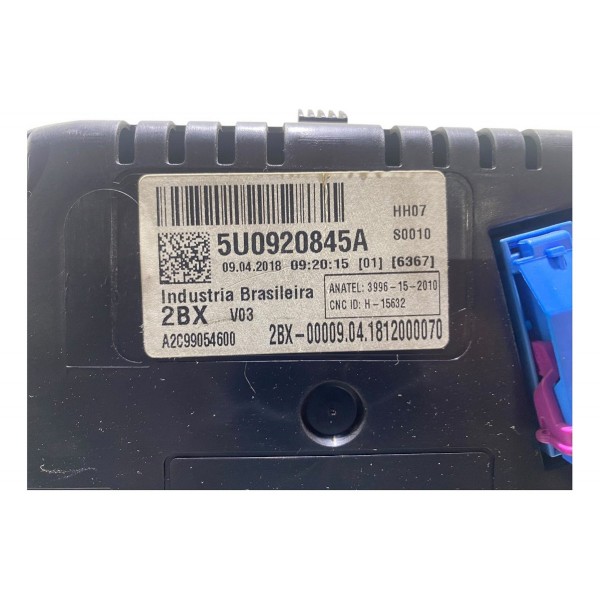 HH07
5U0920845A S0010
09.04.2018 09:20:15 [01] [6367]
Industria Brasileira
2BX V03
A2C99054600
ANATEL: 3996-15-2010
CNC ID: H-15632
2BX-00009.04.1812000070